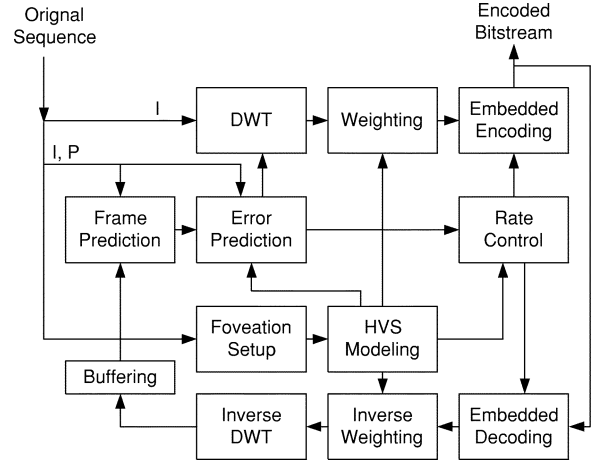 Orignal
Sequence
Encoded
Bitstream
I
DWT
Weighting
Embedded
Encoding
I, P
Frame
Prediction
Error
Prediction
Rate
Control
Foveation
Setup
HVS
Modeling
Buffering
Inverse
DWT
Inverse
Weighting
Embedded
Decoding